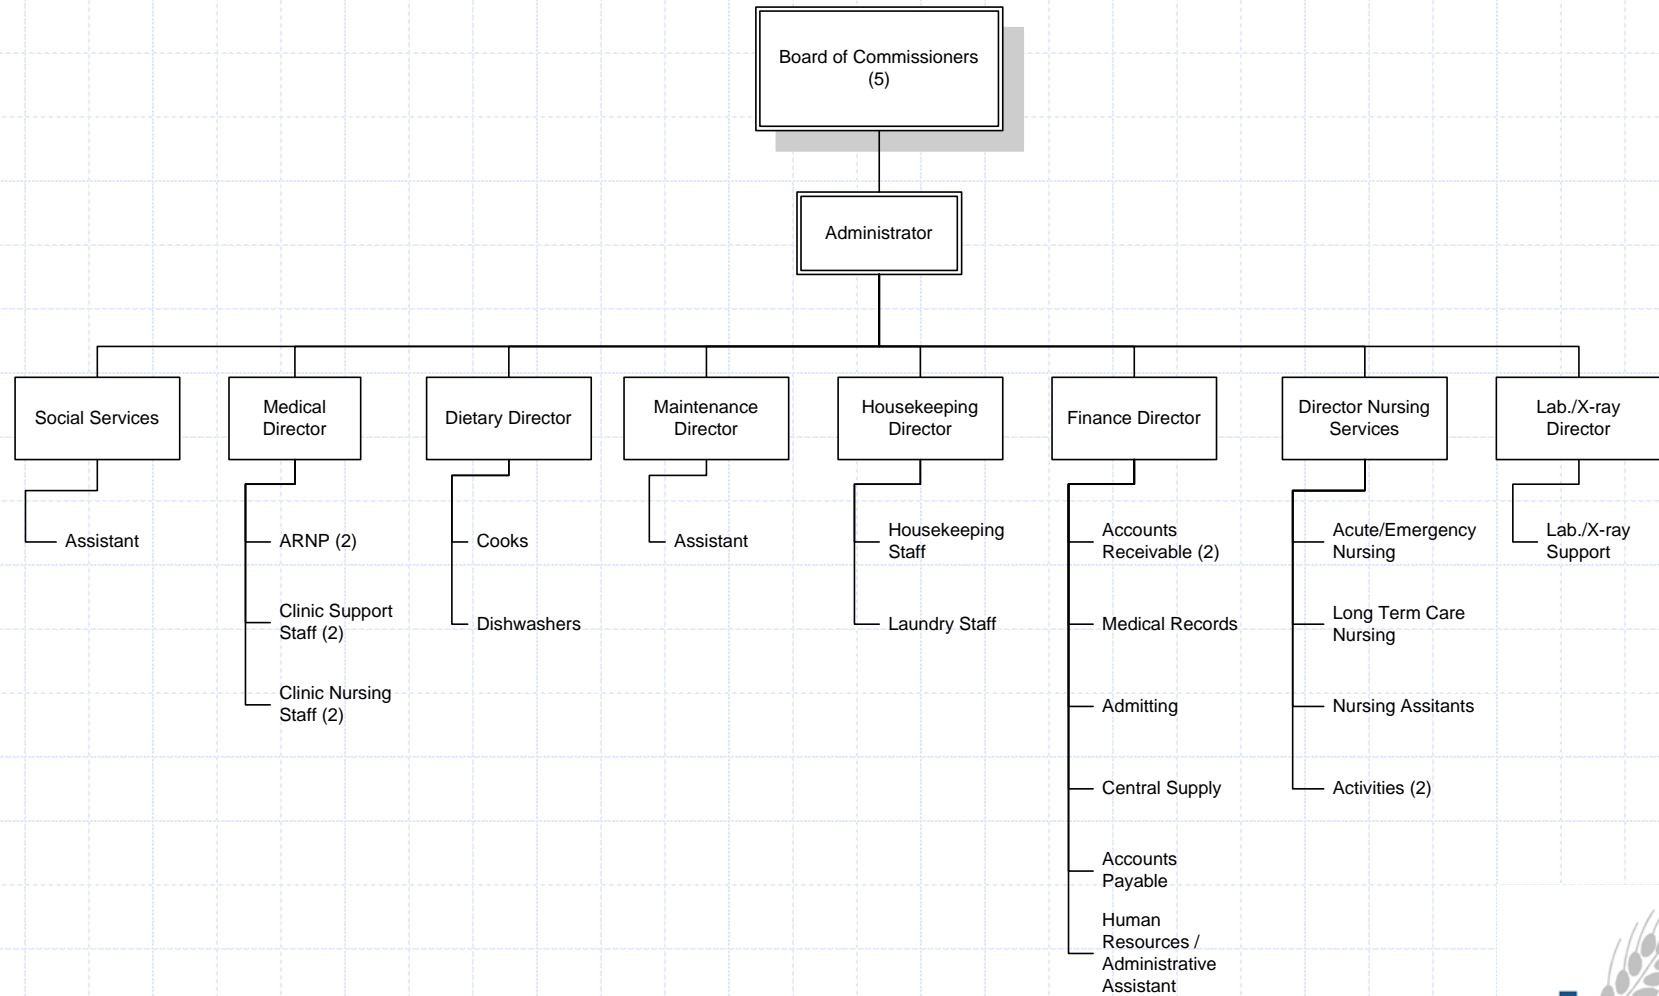 Board of Commissioners
(5)
Administrator
Social Services
Medical
Director
Dietary Director
Maintenance
Director
Housekeeping
Director
Finance Director
Director Nursing
Services
Lab./X-ray
Director
Assistant
ARNP (2)
Clinic Support
Staff (2)
Clinic Nursing
Staff (2)
Cooks
Dishwashers
Assistant
Housekeeping
Staff
Laundry Staff
Accounts
Receivable (2)
Medical Records
Admitting
Central Supply
Accounts
Payable
Human
Resources /
Administrative
Assistant
Acute/Emergency
Nursing
Long Term Care
Nursing
Nursing Assitants
Activities (2)
Lab./X-ray
Support